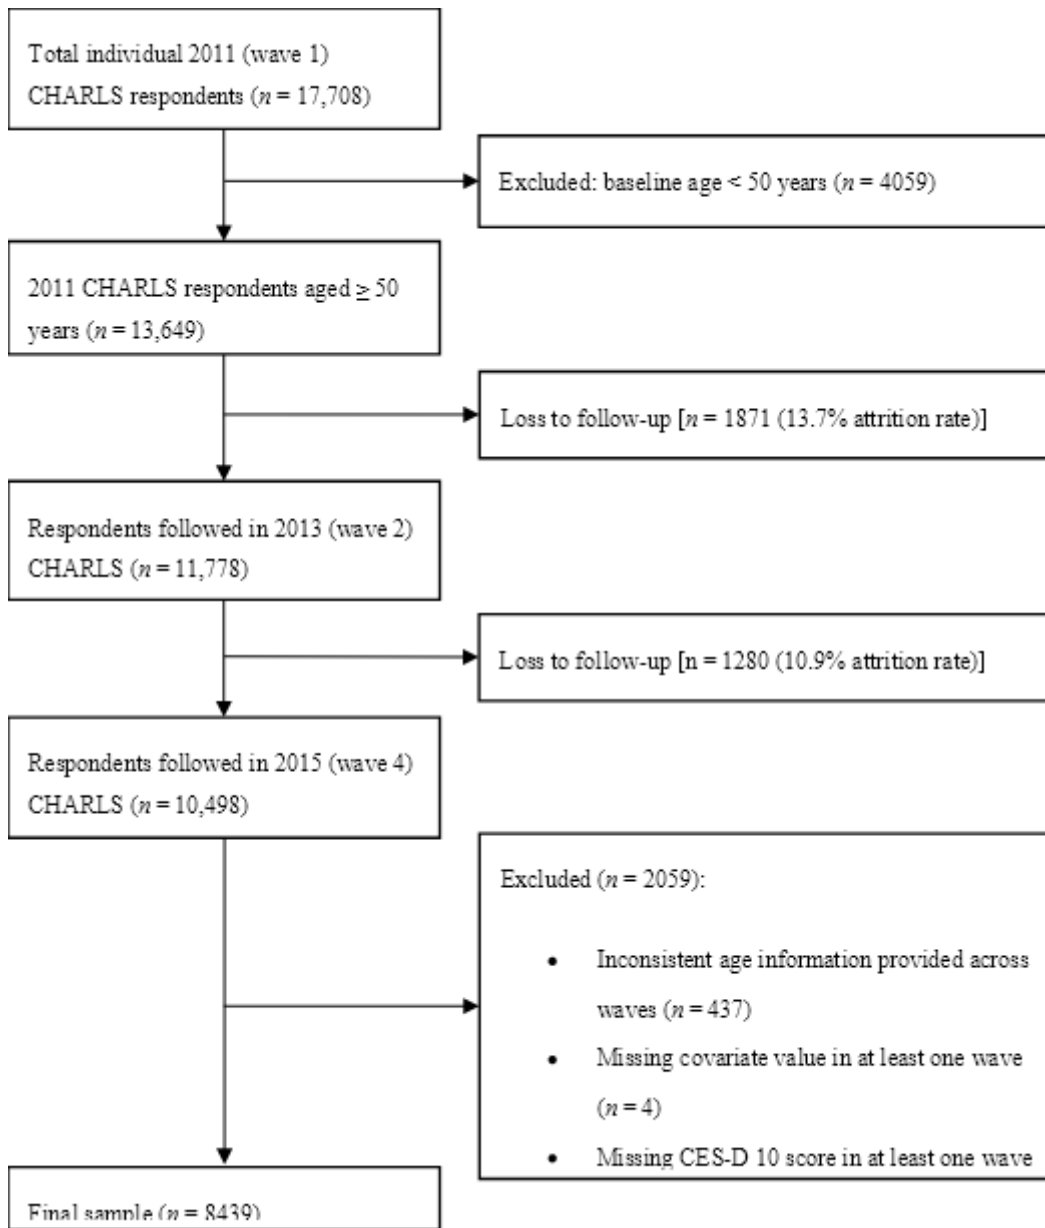 Total individual 2011 (wave 1)
CHARLS respondents (n = 17,708)
Excluded: baseline age < 50 years (n = 4059)
2011 CHARLS respondents aged ≥ 50
years (n = 13,649)
Loss to follow-up [n = 1871 (13.7% attrition rate)]
Respondents followed in 2013 (wave 2)
CHARLS (n = 11,778)
Loss to follow-up [n = 1280 (10.9% attrition rate)]
Respondents followed in 2015 (wave 4)
CHARLS (n = 10,498)
Excluded (n = 2059):
• Inconsistent age information provided across
waves (n = 437)
• Missing covariate value in at least one wave
(n = 4)
• Missing CES-D 10 score in at least one wave
Final sample (n = 8439)